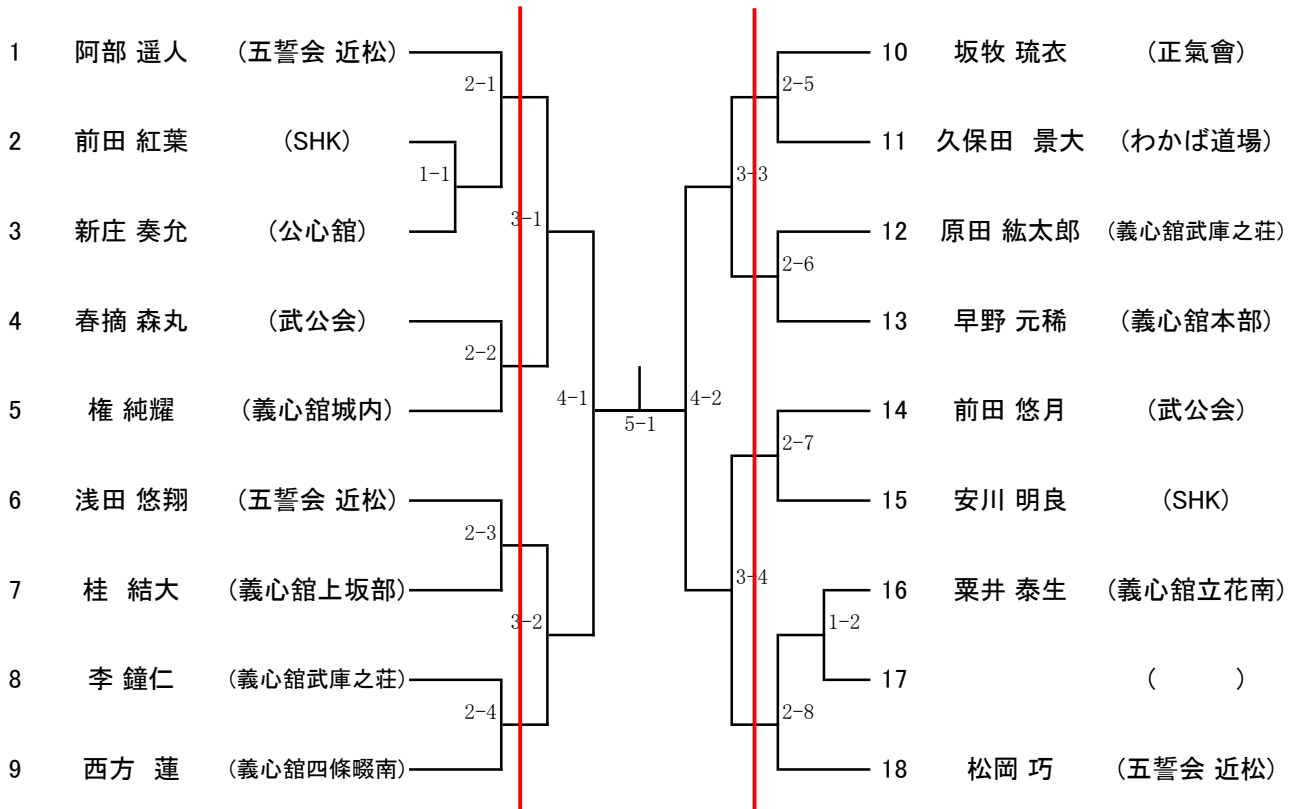 1 阿部 遥人 (五誓会 近松)
2-1
2 前田 紅葉 (SHK)
1-1
3 新庄 奏允 (公心舘)
3-1
4 春摘 森丸 (武公会)
2-2
5 権 純耀 (義心舘城内)
4-1
6 浅田 悠翔 (五誓会 近松)
2-3
7 桂 結大 (義心舘上坂部)
3-2
8 李 鐘仁 (義心舘武庫之荘)
2-4
9 西方 蓮 (義心舘四條畷南)
5-1
10 坂牧 琉衣 (正氣會)
2-5
11 久保田 景大 (わかば道場)
3-3
12 原田 紘太郎 (義心舘武庫之荘)
2-6
13 早野 元稀 (義心舘本部)
4-2
14 前田 悠月 (武公会)
2-7
15 安川 明良 (SHK)
3-4
16 粟井 泰生 (義心舘立花南)
1-2
17 ( )
2-8
18 松岡 巧 (五誓会 近松)